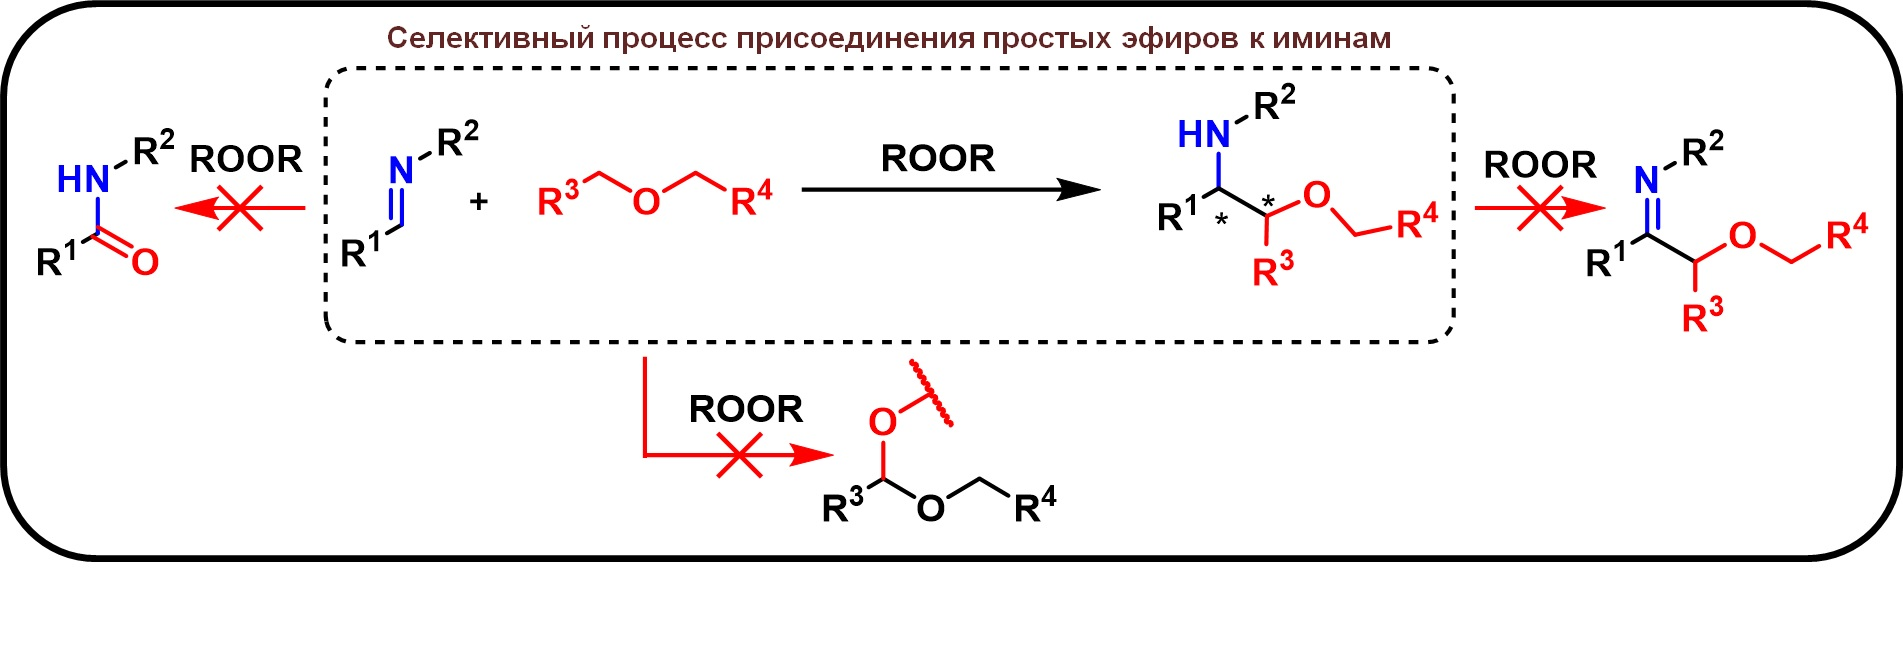 Селективный процесс присоединения простых эфиров к иминам
HN R² R¹ O
ROOR
N R² R¹
+
R³ O R⁴
ROOR
HN R² R¹ * * O R³ R⁴
ROOR
N R² R¹ O R³ R⁴
ROOR
O R³ O R⁴